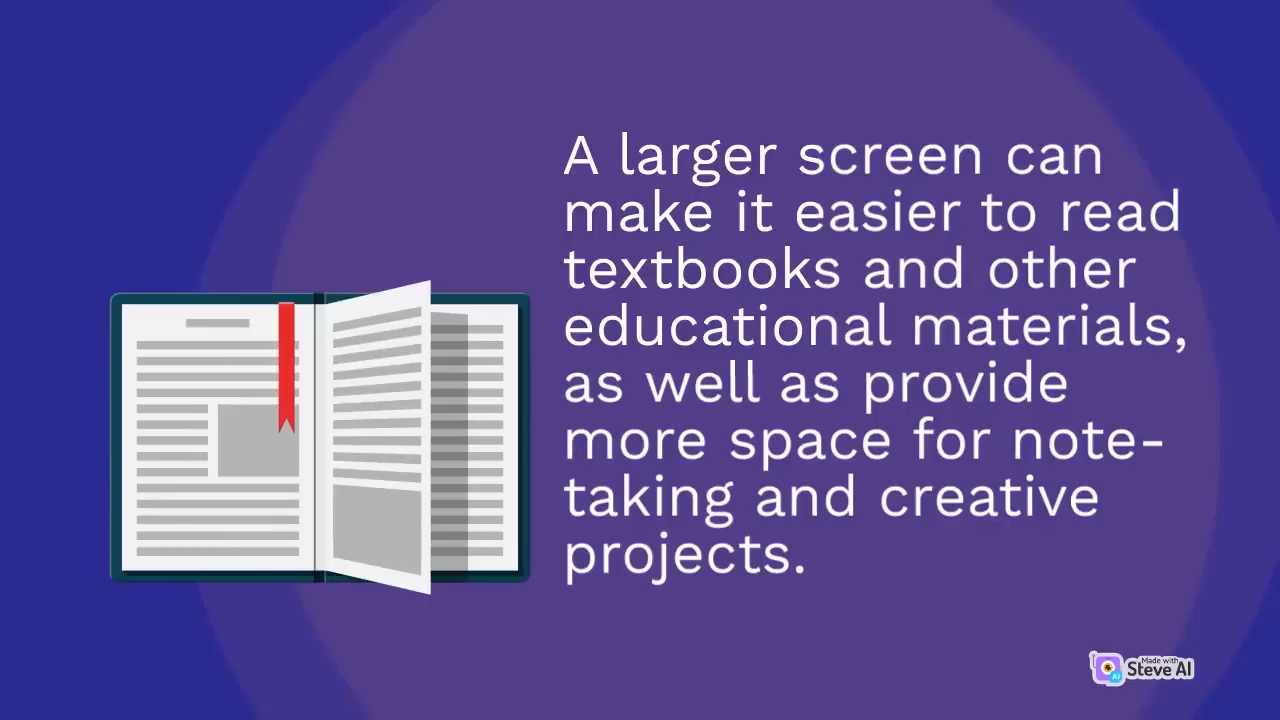 A larger screen can
make it easier to read
textbooks and other
educational materials,
as well as provide
more space for note-
taking and creative
projects.
Made with
Steve AI
AI